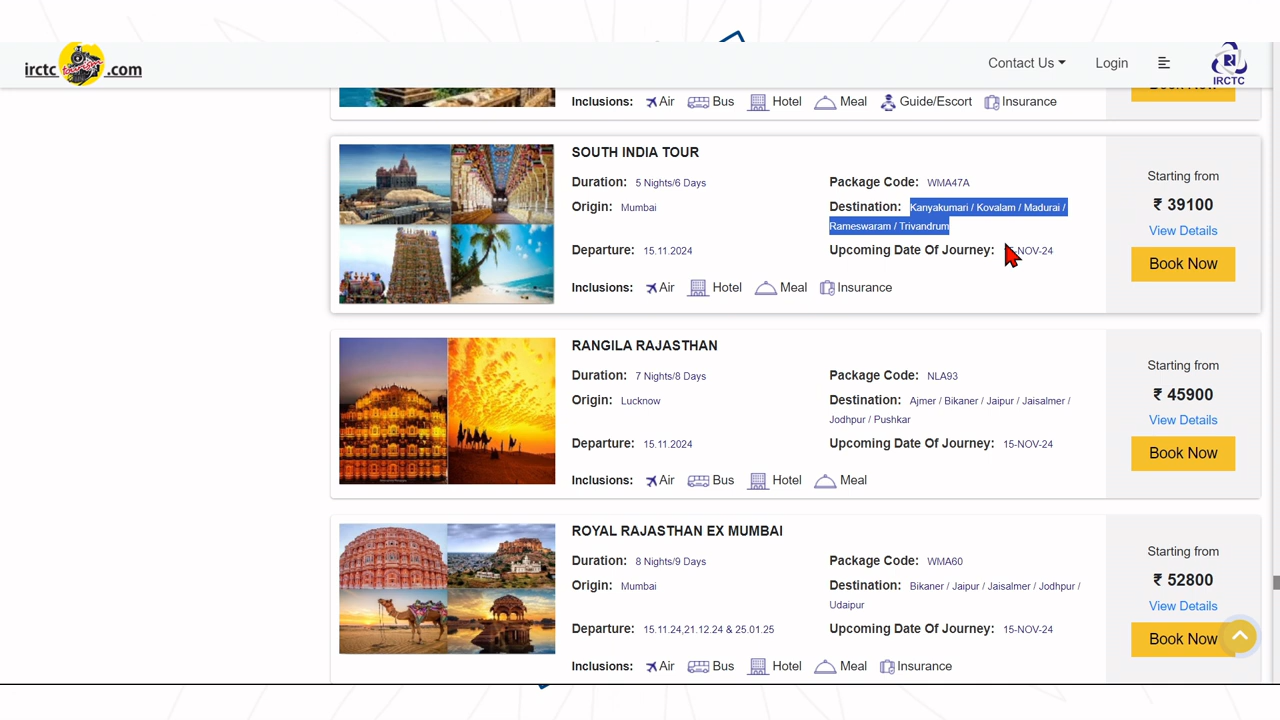 irctc tourism .com
Contact Us
Login
IRCTC
Inclusions: Air Bus Hotel Meal Guide/Escort Insurance
SOUTH INDIA TOUR
Duration: 5 Nights/6 Days
Package Code: WMA47A
Origin: Mumbai
Destination: Kanyakumari / Kovalam / Madurai /
Rameswaram / Trivandrum
Departure: 15.11.2024
Upcoming Date Of Journey: -NOV-24
Inclusions: Air Hotel Meal Insurance
Starting from
₹ 39100
View Details
Book Now
RANGILA RAJASTHAN
Duration: 7 Nights/8 Days
Package Code: NLA93
Origin: Lucknow
Destination: Ajmer / Bikaner / Jaipur / Jaisalmer /
Jodhpur / Pushkar
Departure: 15.11.2024
Upcoming Date Of Journey: 15-NOV-24
Inclusions: Air Bus Hotel Meal
Starting from
₹ 45900
View Details
Book Now
ROYAL RAJASTHAN EX MUMBAI
Duration: 8 Nights/9 Days
Package Code: WMA60
Origin: Mumbai
Destination: Bikaner / Jaipur / Jaisalmer / Jodhpur /
Udaipur
Departure: 15.11.24,21.12.24 & 25.01.25
Upcoming Date Of Journey: 15-NOV-24
Inclusions: Air Bus Hotel Meal Insurance
Starting from
₹ 52800
View Details
Book Now